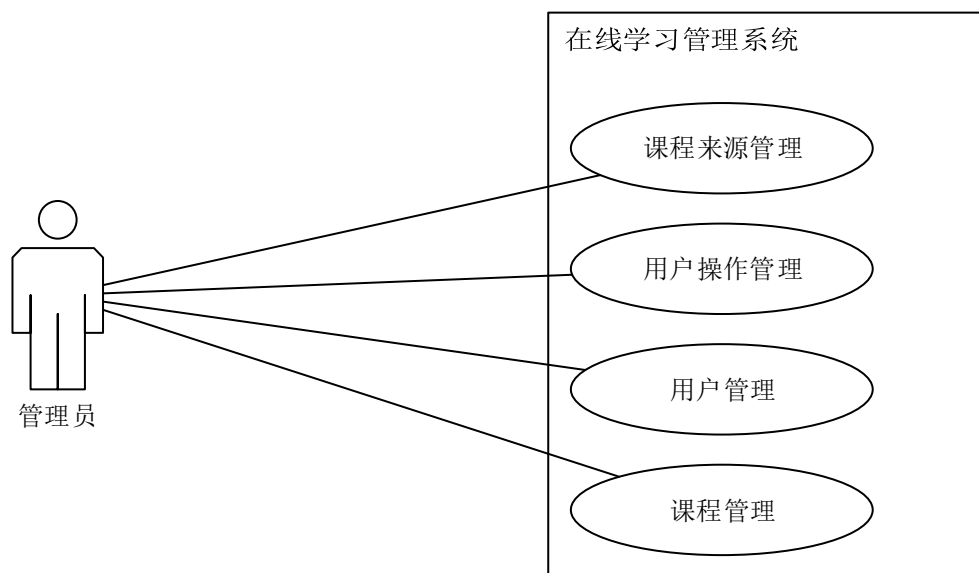 在线学习管理系统
课程来源管理
用户操作管理
用户管理
管理员
课程管理